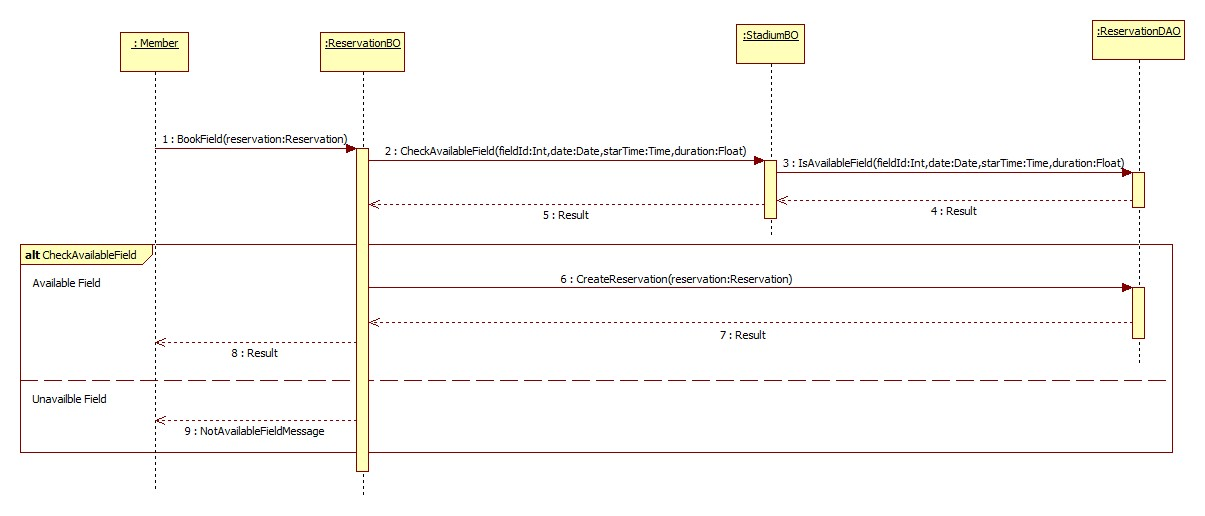 : Member
:ReservationBO
:StadiumBO
:ReservationDAO
1 : BookField(reservation:Reservation)
2 : CheckAvailableField(fieldId:Int,date:Date,starTime:Time,duration:Float)
3 : IsAvailableField(fieldId:Int,date:Date,starTime:Time,duration:Float)
4 : Result
5 : Result
alt CheckAvailableField
Available Field
6 : CreateReservation(reservation:Reservation)
7 : Result
8 : Result
Unavailble Field
9 : NotAvailableFieldMessage